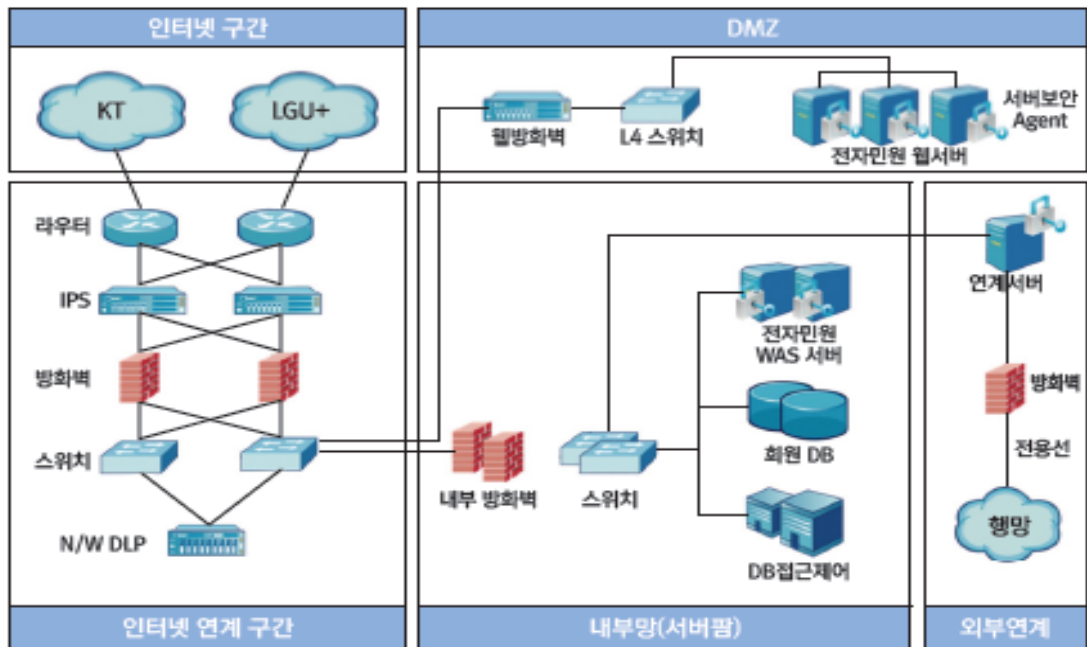 인터넷 구간
DMZ
KT
LGU+
웰방화벽
L4 스위치
전자민원 웹서버
서버보안
Agent
라우터
IPS
방화벽
스위치
N/W DLP
내부 방화벽
스위치
전자민원
WAS 서버
회원 DB
DB접근제어
연계서버
방화벽
전용선
행망
인터넷 연계 구간
내부망(서버팜)
외부연계